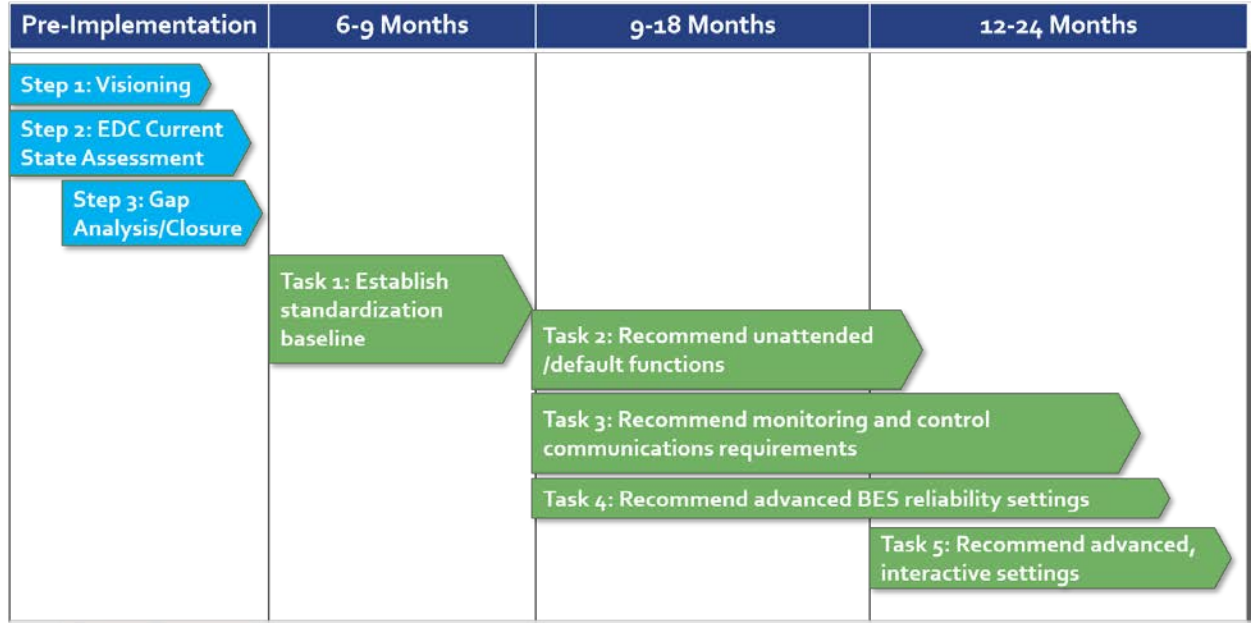 Pre-Implementation
6-9 Months
9-18 Months
12-24 Months
Step 1: Visioning
Step 2: EDC Current
State Assessment
Step 3: Gap
Analysis/Closure
Task 1: Establish
standardization
baseline
Task 2: Recommend unattended
/default functions
Task 3: Recommend monitoring and control
communications requirements
Task 4: Recommend advanced BES reliability settings
Task 5: Recommend advanced,
interactive settings